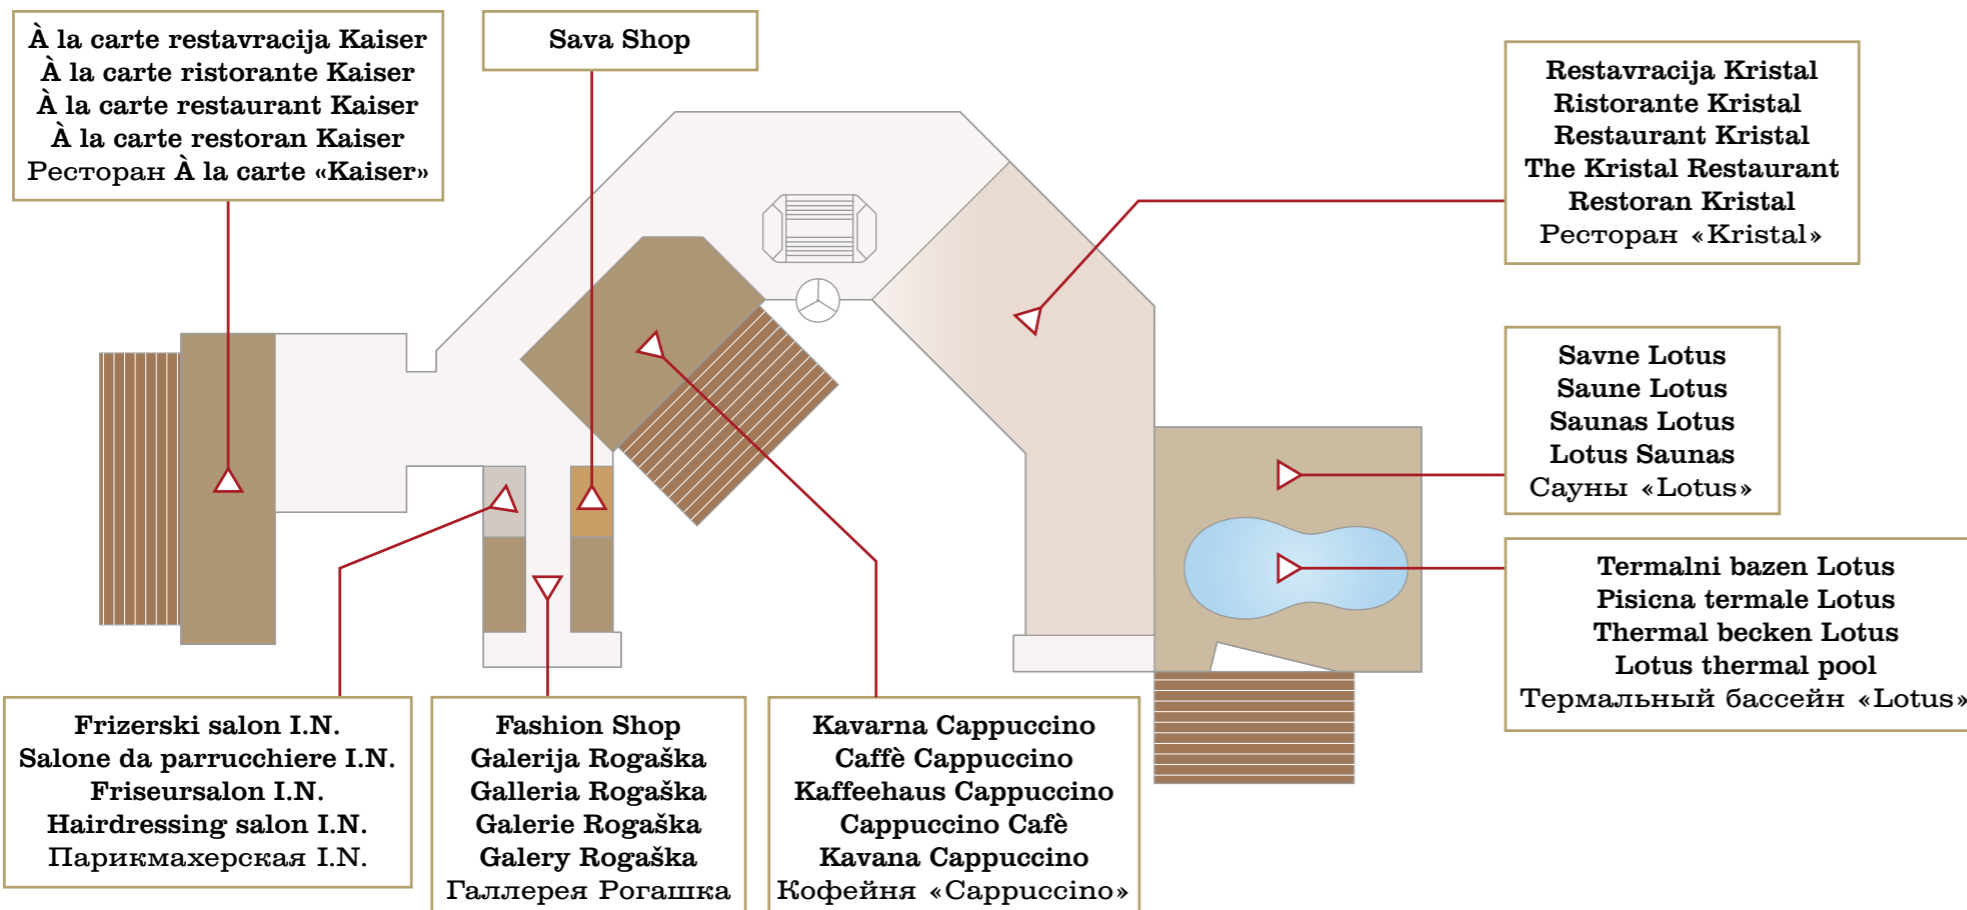 À la carte restavracija Kaiser
À la carte ristorante Kaiser
À la carte restaurant Kaiser
À la carte restoran Kaiser
Ресторан À la carte «Kaiser»
Sava Shop
Restavracija Kristal
Ristorante Kristal
Restaurant Kristal
The Kristal Restaurant
Restoran Kristal
Ресторан «Kristal»
Savne Lotus
Saune Lotus
Saunas Lotus
Lotus Saunas
Сауны «Lotus»
Termalni bazen Lotus
Pisicna termale Lotus
Thermal becken Lotus
Lotus thermal pool
Термальный бассейн «Lotus»
Frizerski salon I.N.
Salone da parrucchiere I.N.
Friseursalon I.N.
Hairdressing salon I.N.
Парикмахерская I.N.
Fashion Shop
Galerija Rogaška
Galleria Rogaška
Galerie Rogaška
Galery Rogaška
Галлерея Рогашка
Kavarna Cappuccino
Caffè Cappuccino
Kaffeehaus Cappuccino
Cappuccino Cafè
Kavana Cappuccino
Кофейня «Cappuccino»